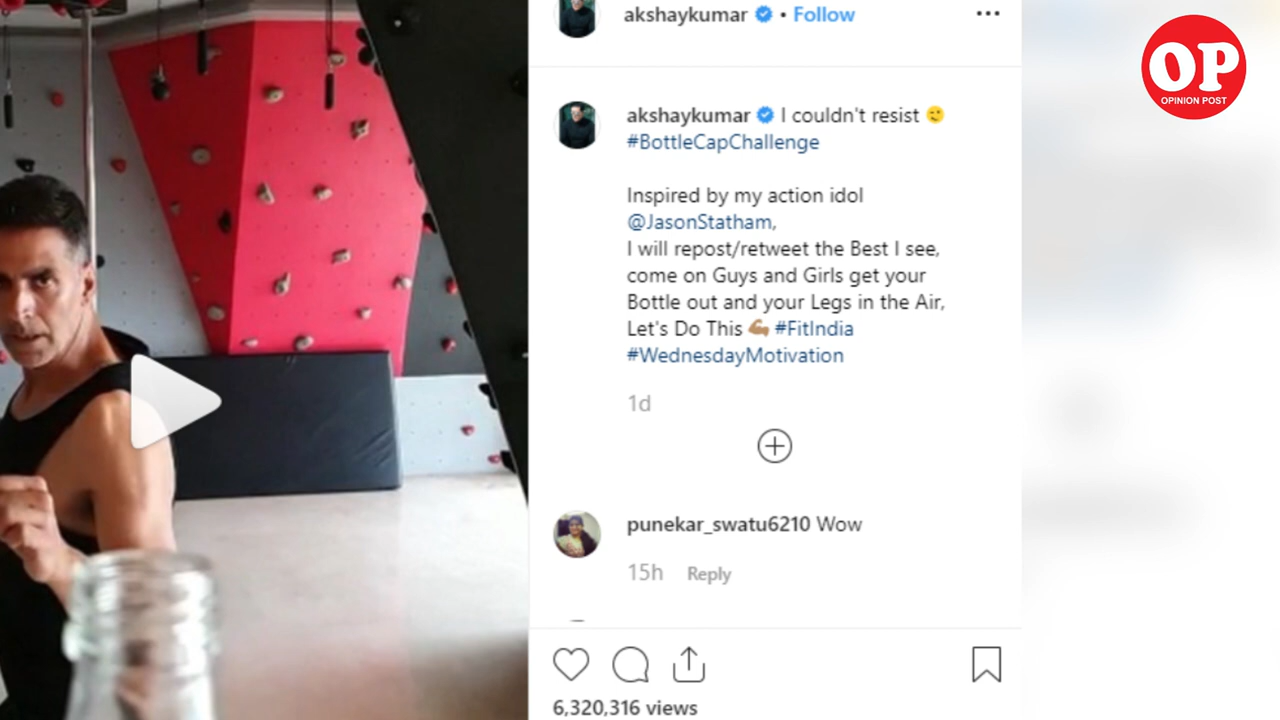 akshaykumar • Follow
OP
OPINION POST
akshaykumar I couldn't resist 😉
#BottleCapChallenge
Inspired by my action idol
@JasonStatham,
I will repost/retweet the Best I see,
come on Guys and Girls get your
Bottle out and your Legs in the Air,
Let's Do This 💪🏽 #FitIndia
#WednesdayMotivation
1d
punekar_swatu6210 Wow
15h Reply
6,320,316 views